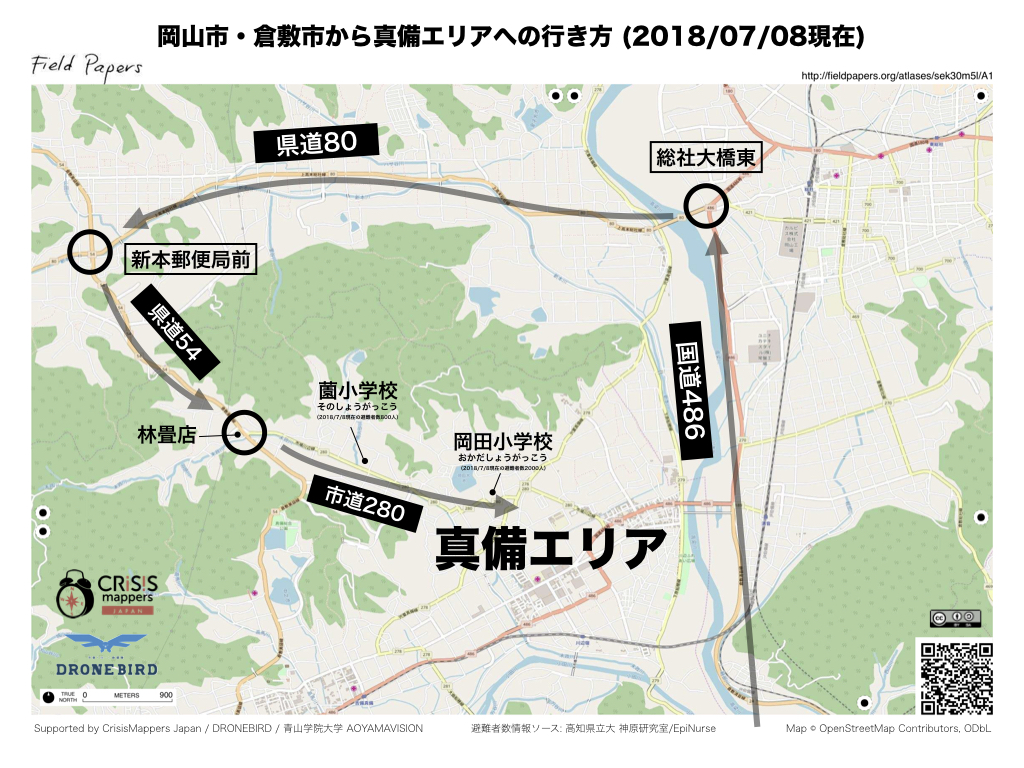 岡山市・倉敷市から真備エリアへの行き方 (2018/07/08現在)
Field Papers
http://fieldpapers.org/atlases/sek30m5l/A1
県道80
総社大橋東
新本郵便局前
県道54
国道486
薗小学校
そのしょうがっこう
(2018/7/8現在の避難者数800人)
林畳店
岡田小学校
おかだしょうがっこう
(2018/7/8現在の避難者数2000人)
市道280
真備エリア
CRiSiS
mappers
JAPAN
DRONEBIRD
TRUE
NORTH
0 METERS 900
Supported by CrisisMappers Japan / DRONEBIRD / 青山学院大学 AOYAMAVISION
避難者数情報ソース: 高知県立大 神原研究室/EpiNurse
Map © OpenStreetMap Contributors, ODbL